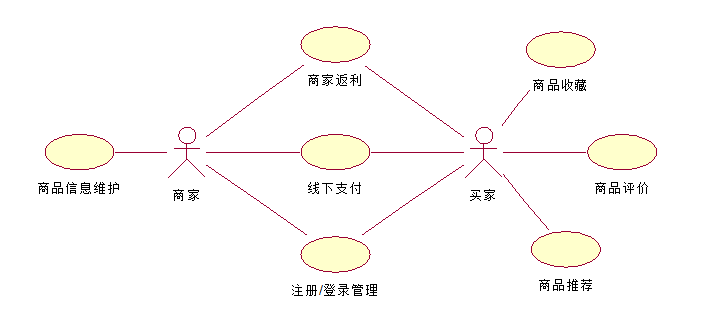 商家返利
商品收藏
商品信息维护
商家
线下支付
买家
商品评价
注册/登录管理
商品推荐